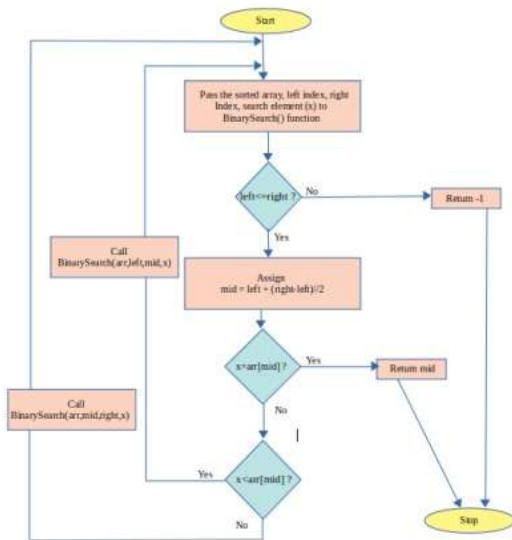 Start
Pass the sorted array, left index, right
Index, search element (x) to
BinarySearch() function
left<=right ?
No
Return -1
Yes
Call
BinarySearch(arr,left,mid,x)
Assign
mid = left + (right-left)//2
x=arr[mid] ?
Yes
Return mid
Call
BinarySearch(arr,mid,right,x)
No
x<arr[mid] ?
Yes
No
Stop